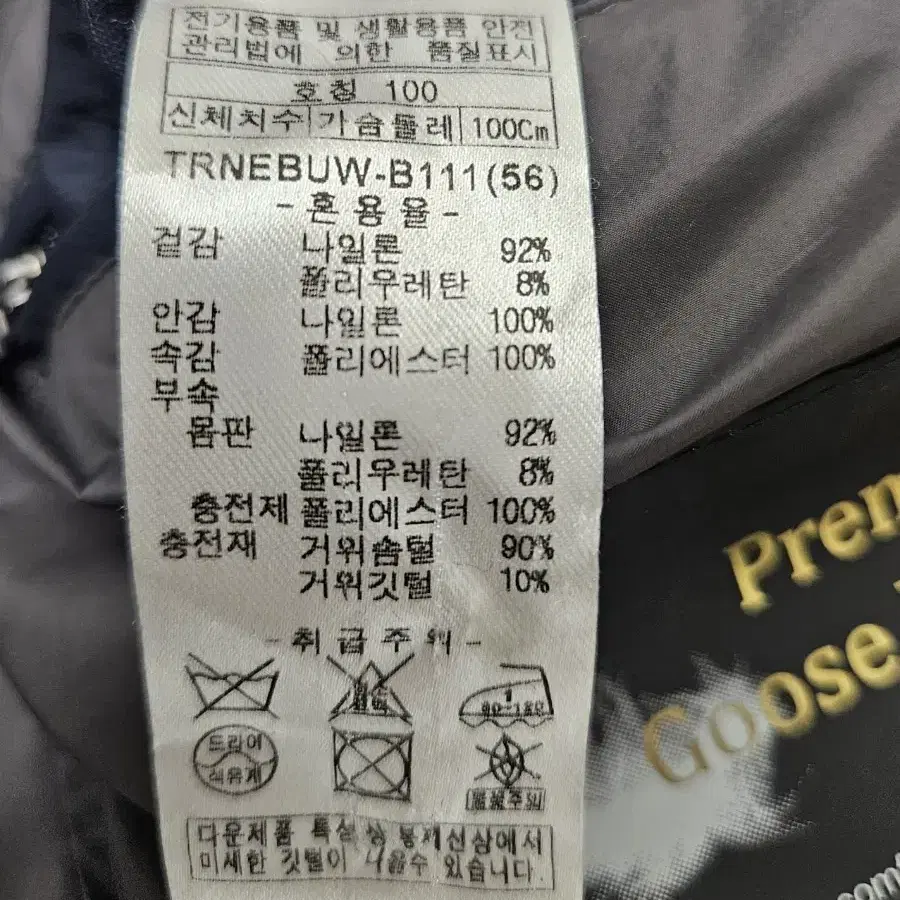 전기용품 및 생활용품 안전
관리법에 의한 품질표시
호칭 100
신체치수 가슴둘레 100Cm
TRNEBUW-B111(56)
-혼용율-
겉감 나일론 92%
폴리우레탄 8%
안감 나일론 100%
속감 폴리에스터 100%
부속
몸판 나일론 92%
폴리우레탄 8%
충전제 폴리에스터 100%
충전재 거위솜털 90%
거위깃털 10%
-취급주의-
드라이
석유계
다운제품 특성상 봉제선상에서
미세한 깃털이 나올수 있습니다
Prem
Goose